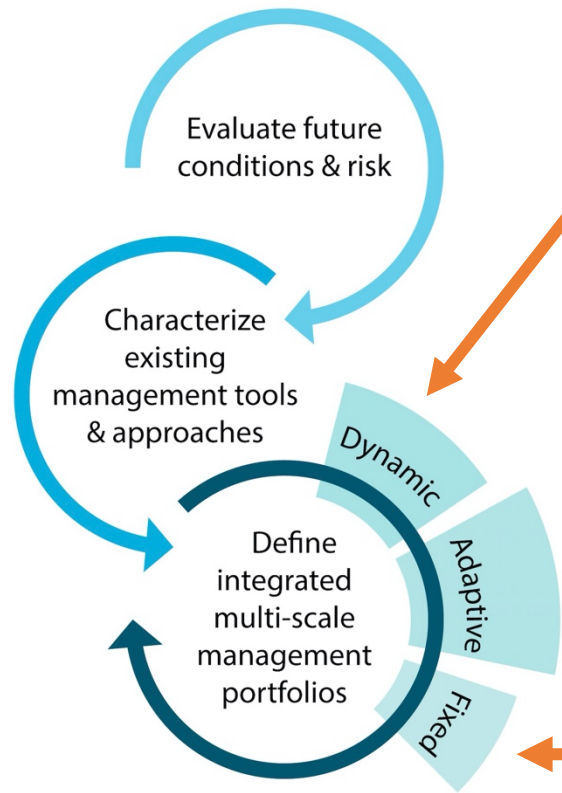 Evaluate future
conditions & risk
Characterize
existing
management tools
& approaches
Dynamic
Adaptive
Fixed
Define
integrated
multi-scale
management
portfolios